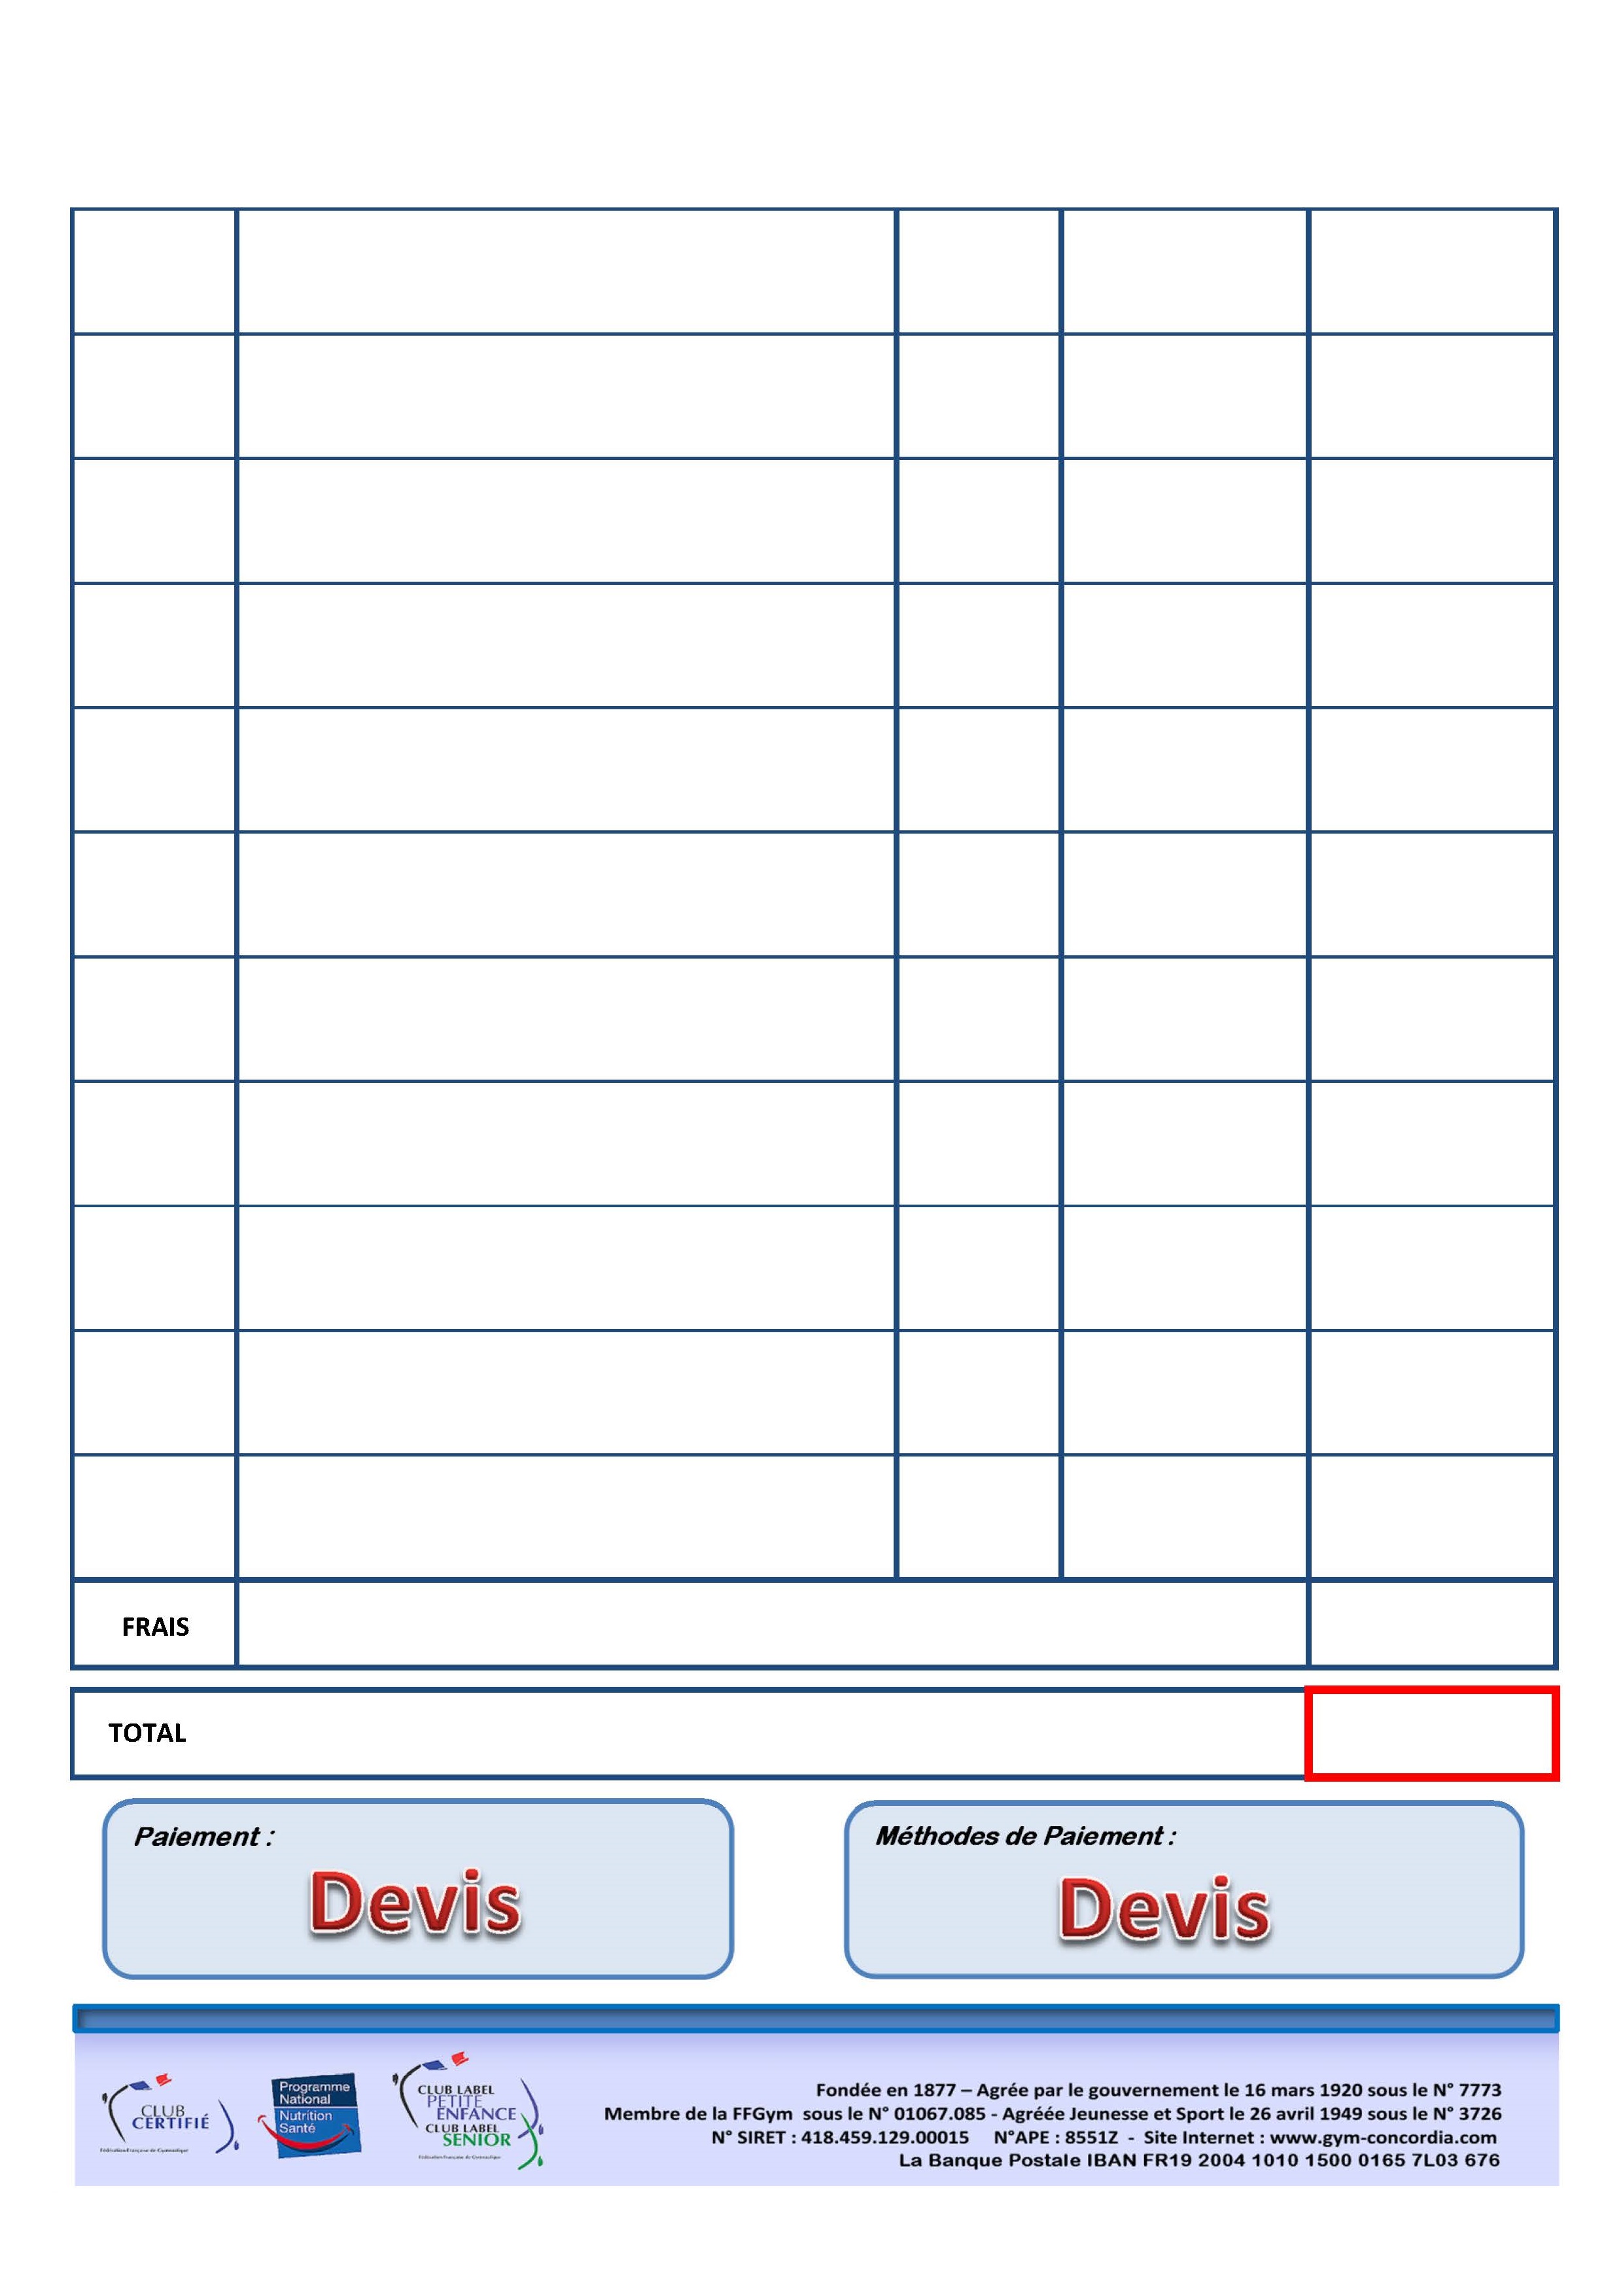 FRAIS
TOTAL
Paiement :
Devis
Méthodes de Paiement :
Devis
CLUB
CERTIFIÉ
Fédération Française de Gymnastique
Programme
National
Nutrition
Santé
CLUB LABEL
PETITE
ENFANCE
CLUB LABEL
SENIOR
Fédération Française de Gymnastique
Fondée en 1877 – Agrée par le gouvernement le 16 mars 1920 sous le N° 7773
Membre de la FFGym sous le N° 01067.085 - Agréée Jeunesse et Sport le 26 avril 1949 sous le N° 3726
N° SIRET : 418.459.129.00015 N°APE : 8551Z - Site Internet : www.gym-concordia.com
La Banque Postale IBAN FR19 2004 1010 1500 0165 7L03 676